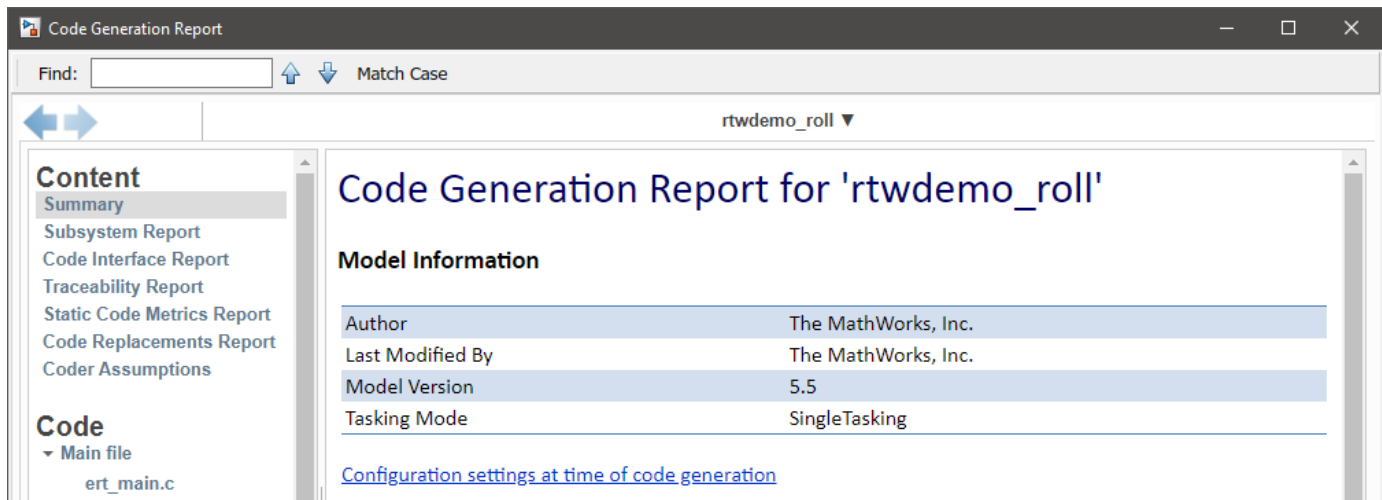 Code Generation Report
Find:
Match Case
rtwdemo_roll ▼
Content
Summary
Subsystem Report
Code Interface Report
Traceability Report
Static Code Metrics Report
Code Replacements Report
Coder Assumptions
Code
Main file
ert_main.c
Code Generation Report for 'rtwdemo_roll'
Model Information
Author The MathWorks, Inc.
Last Modified By The MathWorks, Inc.
Model Version 5.5
Tasking Mode SingleTasking
Configuration settings at time of code generation